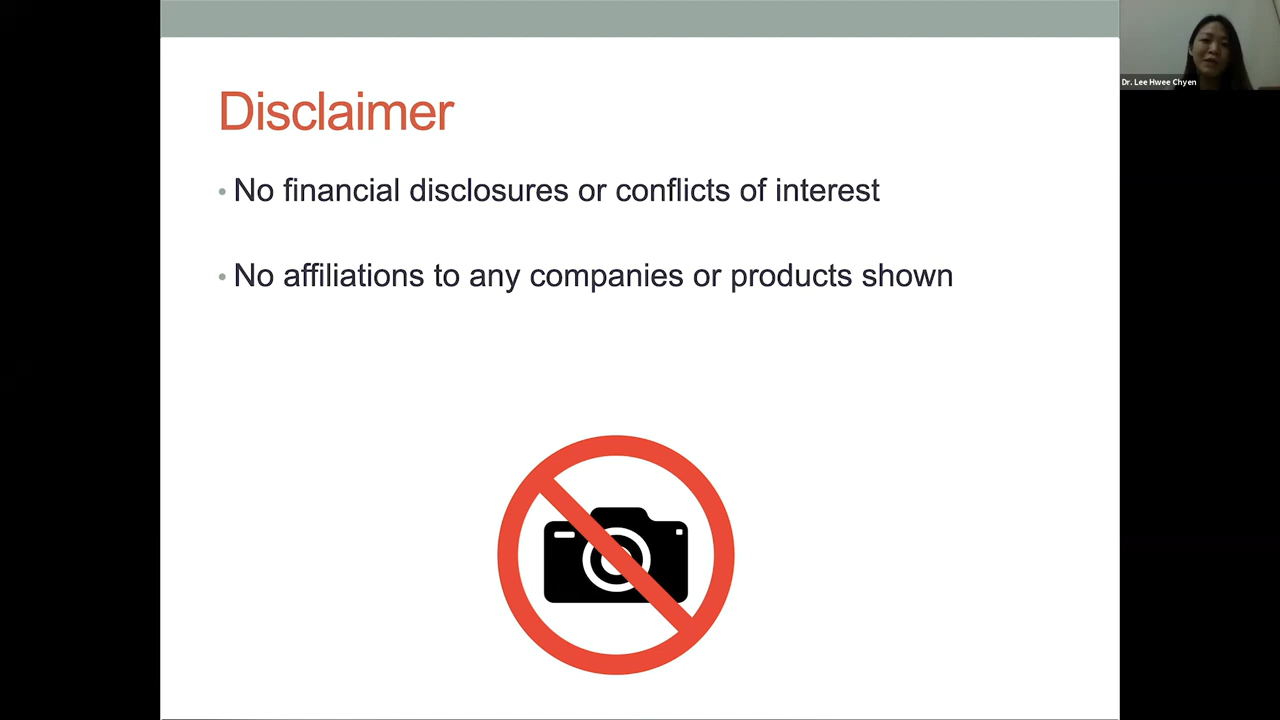 Disclaimer
• No financial disclosures or conflicts of interest
• No affiliations to any companies or products shown
Dr. Lee Hwee Chyen